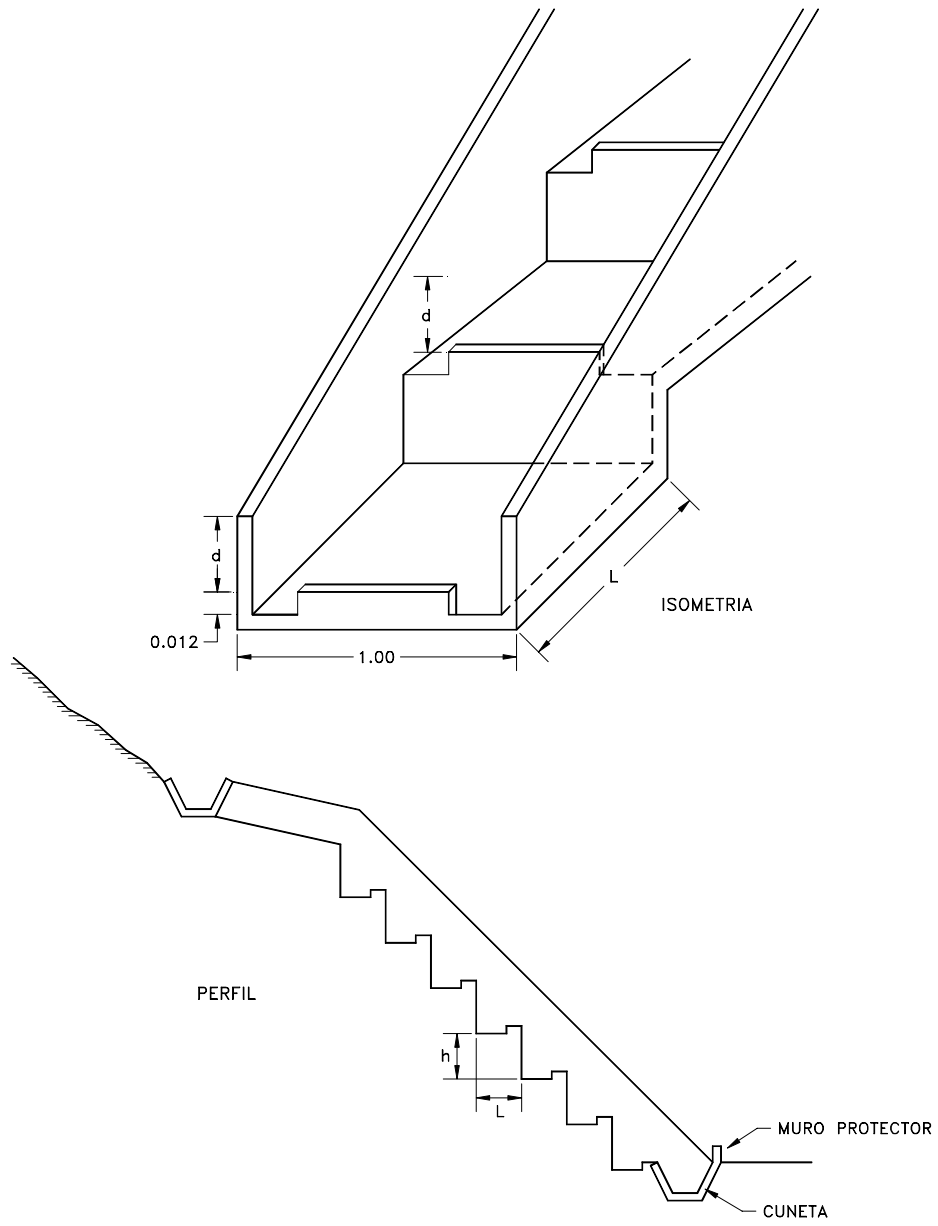 d
d
L
ISOMETRIA
0.012
1.00
PERFIL
h
L
MURO PROTECTOR
CUNETA